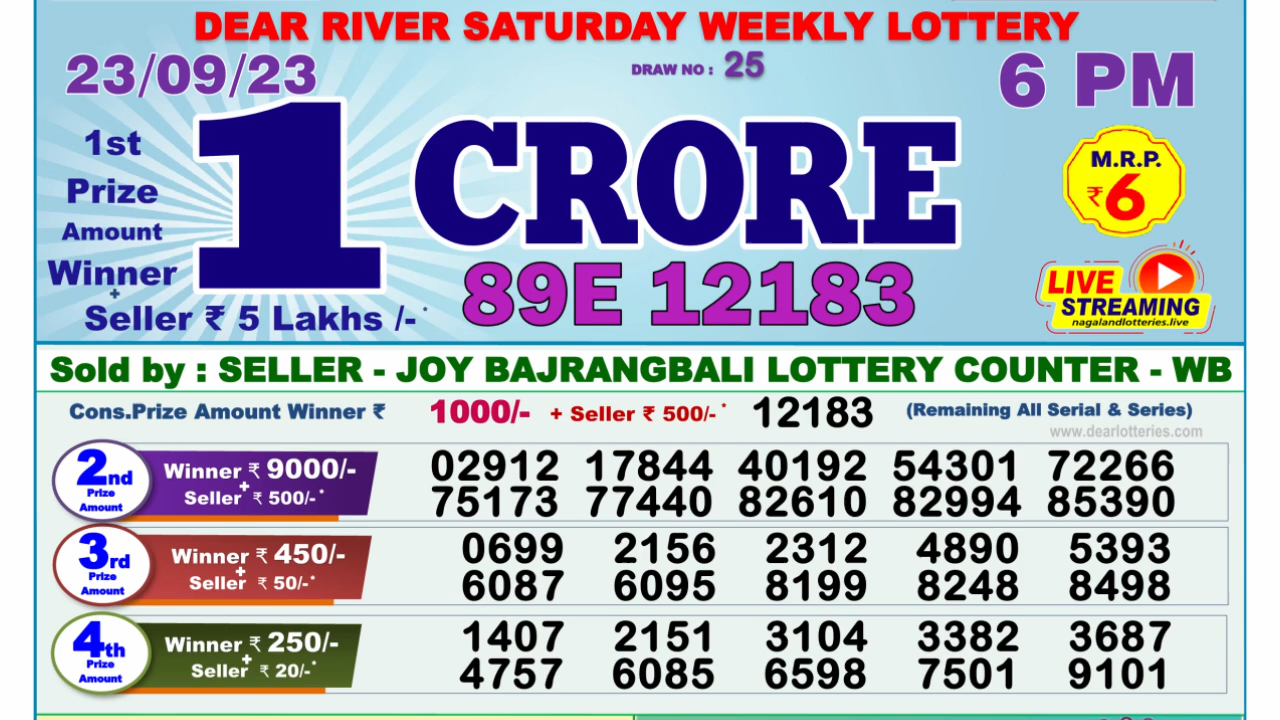 DEAR RIVER SATURDAY WEEKLY LOTTERY
23/09/23
DRAW NO : 25
6 PM
1st
Prize
Amount
Winner
+
Seller ₹ 5 Lakhs /-*
1 CRORE
89E 12183
M.R.P.
₹6
LIVE
STREAMING
nagalandlotteries.live
Sold by : SELLER - JOY BAJRANGBALI LOTTERY COUNTER - WB
Cons.Prize Amount Winner ₹ 1000/- + Seller ₹ 500/-* 12183 (Remaining All Serial & Series)
www.dearlotteries.com
2nd
Prize
Amount
Winner ₹ 9000/-
+
Seller ₹ 500/-*
02912 17844 40192 54301 72266
75173 77440 82610 82994 85390
3rd
Prize
Amount
Winner ₹ 450/-
+
Seller ₹ 50/-*
0699 2156 2312 4890 5393
6087 6095 8199 8248 8498
4th
Prize
Amount
Winner ₹ 250/-
+
Seller ₹ 20/-*
1407 2151 3104 3382 3687
4757 6085 6598 7501 9101